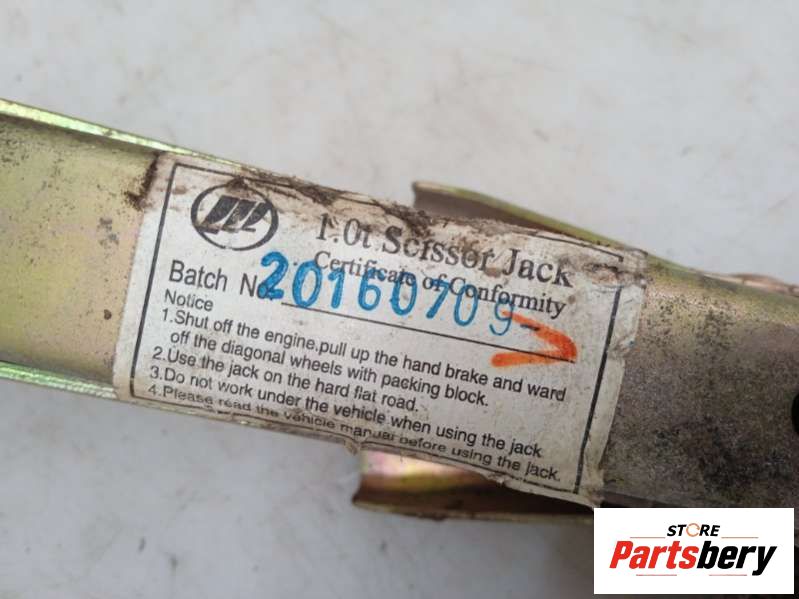 1.0t Scissor Jack
Certificate of Conformity
Batch No. 20160709-
Notice
1.Shut off the engine,pull up the hand brake and ward
off the diagonal wheels with packing block.
2.Use the jack on the hard flat road.
3.Do not work under the vehicle when using the jack
4.Please read the vehicle manual before using the jack.
STORE
Partsbery